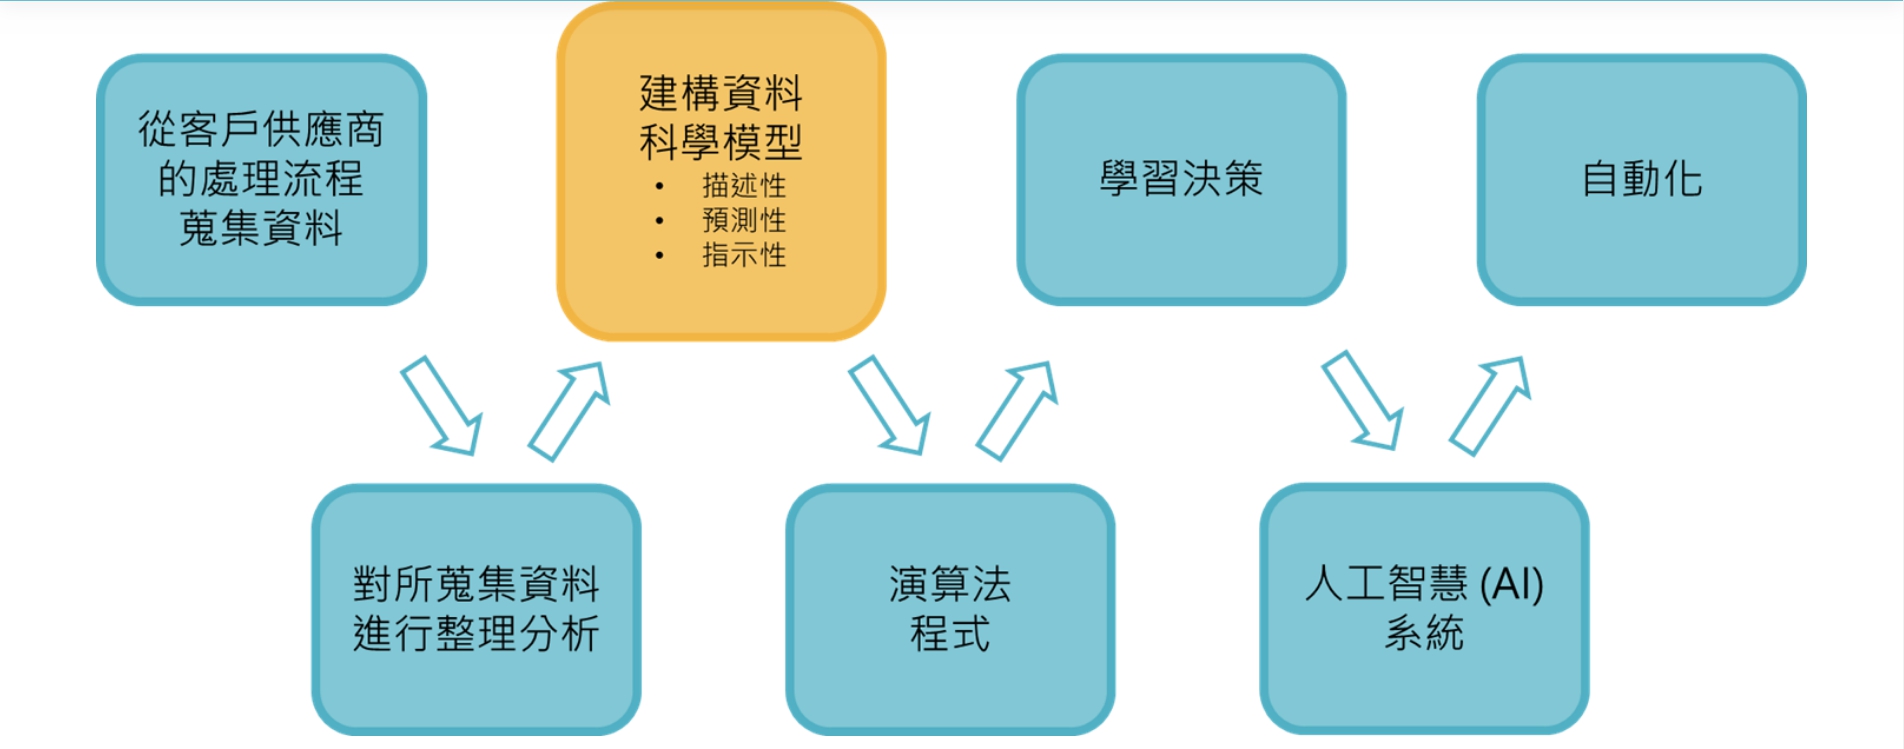 從客戶供應商
的處理流程
蒐集資料
對所蒐集資料
進行整理分析
建構資料
科學模型
• 描述性
• 預測性
• 指示性
演算法
程式
學習決策
人工智慧 (AI)
系統
自動化